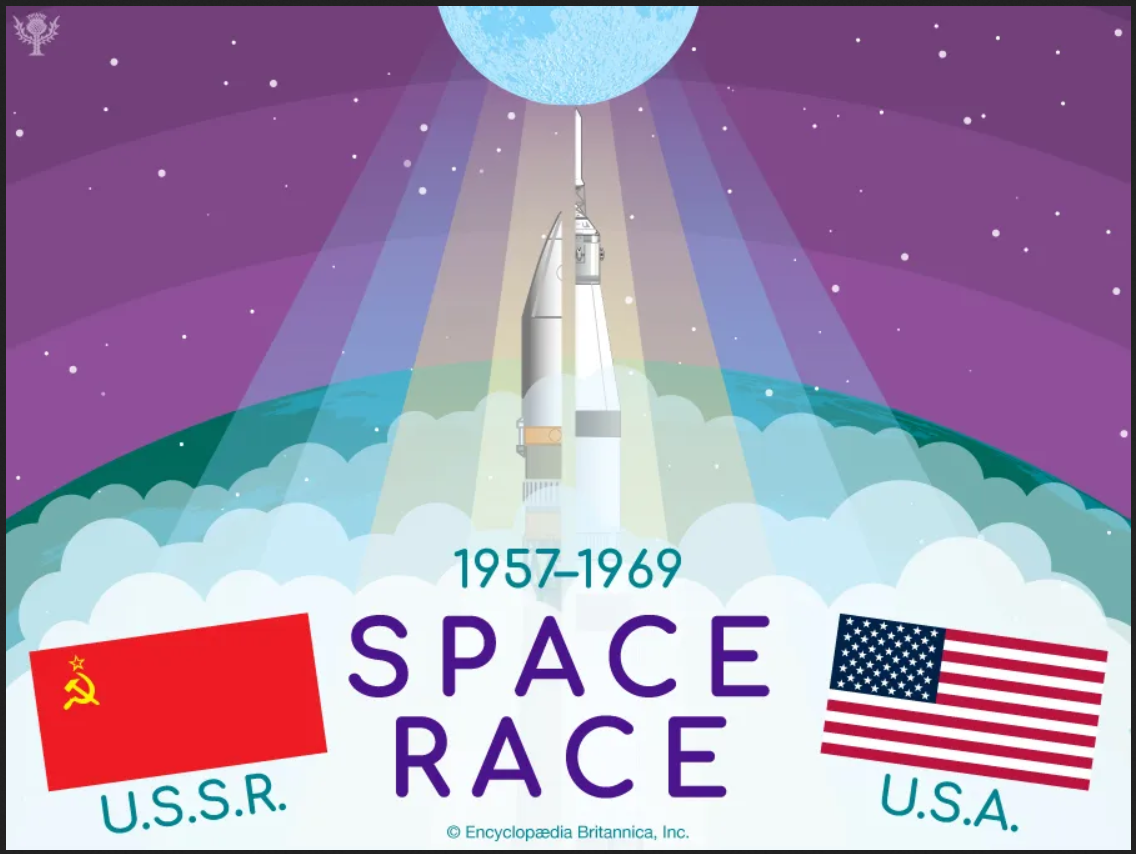 1957–1969
SPACE
RACE
U.S.S.R.
U.S.A.
© Encyclopædia Britannica, Inc.